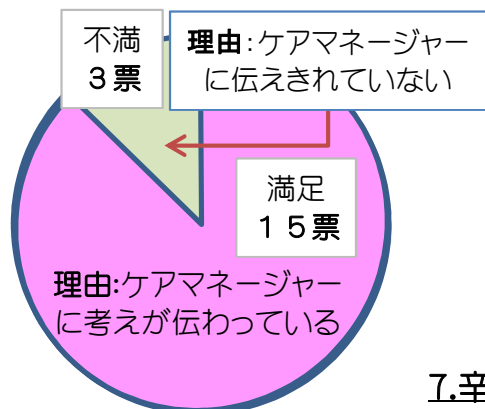 不満
３票
理由:ケアマネージャー
に伝えきれていない
満足
１５票
理由:ケアマネージャー
に考えが伝わっている
7.辛